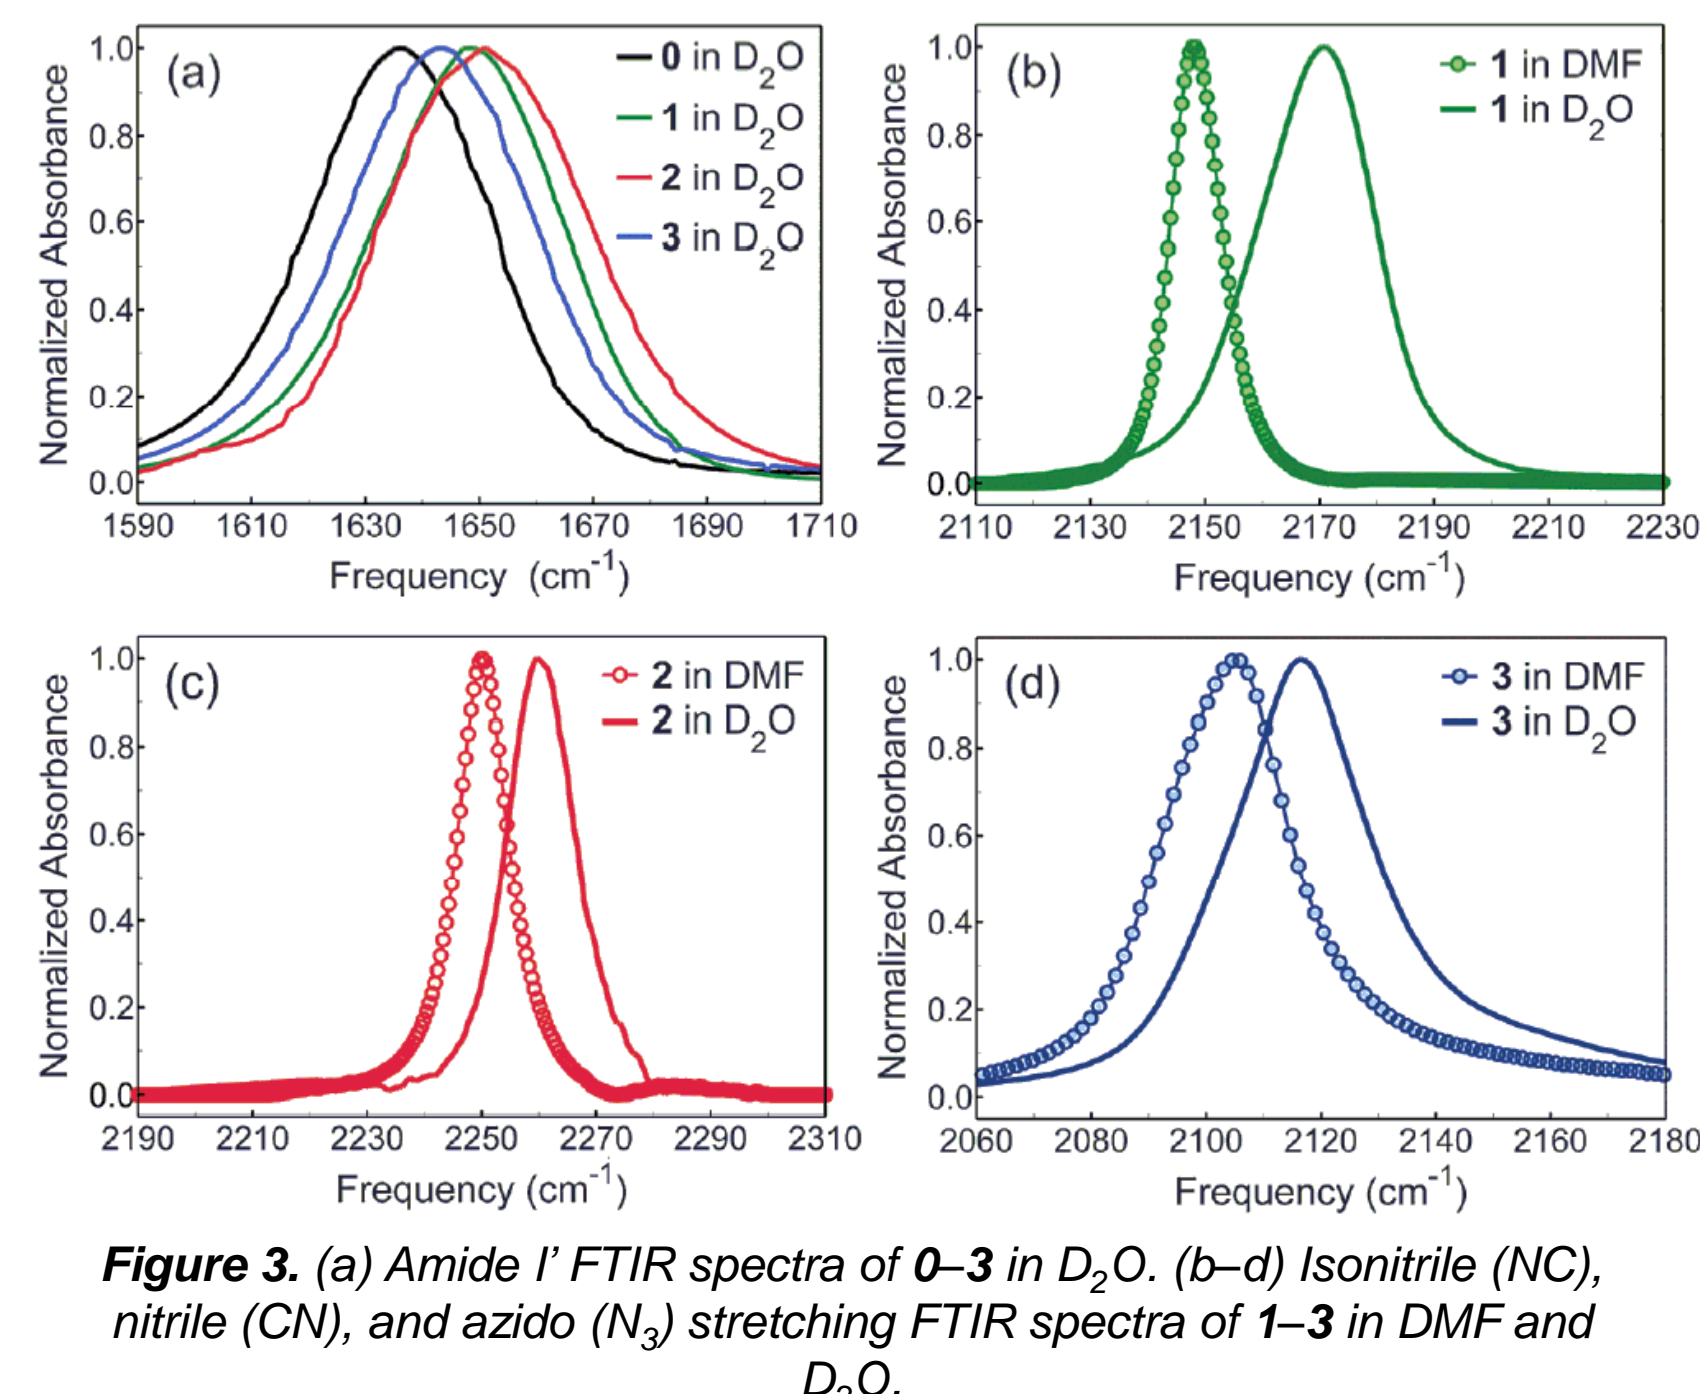 (a)
0 in D2O
1 in D2O
2 in D2O
3 in D2O
Normalized Absorbance
1.0
0.8
0.6
0.4
0.2
0.0
1590 1610 1630 1650 1670 1690 1710
Frequency (cm-1)
(b)
1 in DMF
1 in D2O
Normalized Absorbance
1.0
0.8
0.6
0.4
0.2
0.0
2110 2130 2150 2170 2190 2210 2230
Frequency (cm-1)
(c)
2 in DMF
2 in D2O
Normalized Absorbance
1.0
0.8
0.6
0.4
0.2
0.0
2190 2210 2230 2250 2270 2290 2310
Frequency (cm-1)
(d)
3 in DMF
3 in D2O
Normalized Absorbance
1.0
0.8
0.6
0.4
0.2
0.0
2060 2080 2100 2120 2140 2160 2180
Frequency (cm-1)
Figure 3. (a) Amide I’ FTIR spectra of 0–3 in D2O. (b–d) Isonitrile (NC),
nitrile (CN), and azido (N3) stretching FTIR spectra of 1–3 in DMF and
D2O.